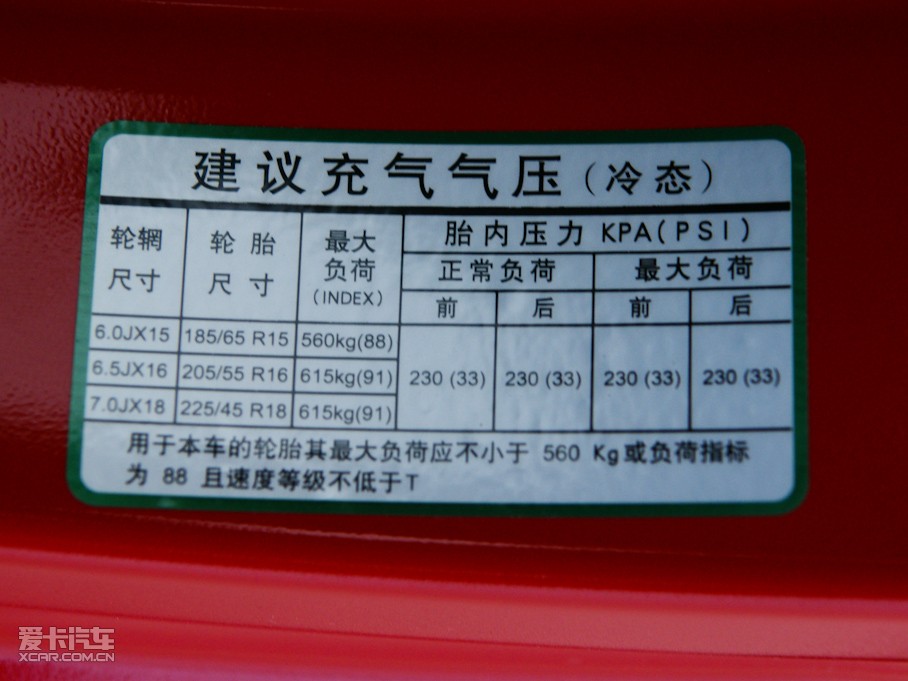 建议充气气压(冷态)
轮辋尺寸 轮胎尺寸 最大负荷(INDEX) 胎内压力 KPA(PSI)
正常负荷 最大负荷
前 后 前 后
6.0JX15 185/65 R15 560kg(88)
6.5JX16 205/55 R16 615kg(91) 230 (33) 230 (33) 230 (33) 230 (33)
7.0JX18 225/45 R18 615kg(91)
用于本车的轮胎其最大负荷应不小于 560 Kg或负荷指标
为 88 且速度等级不低于T
爱卡汽车
XCAR.COM.CN